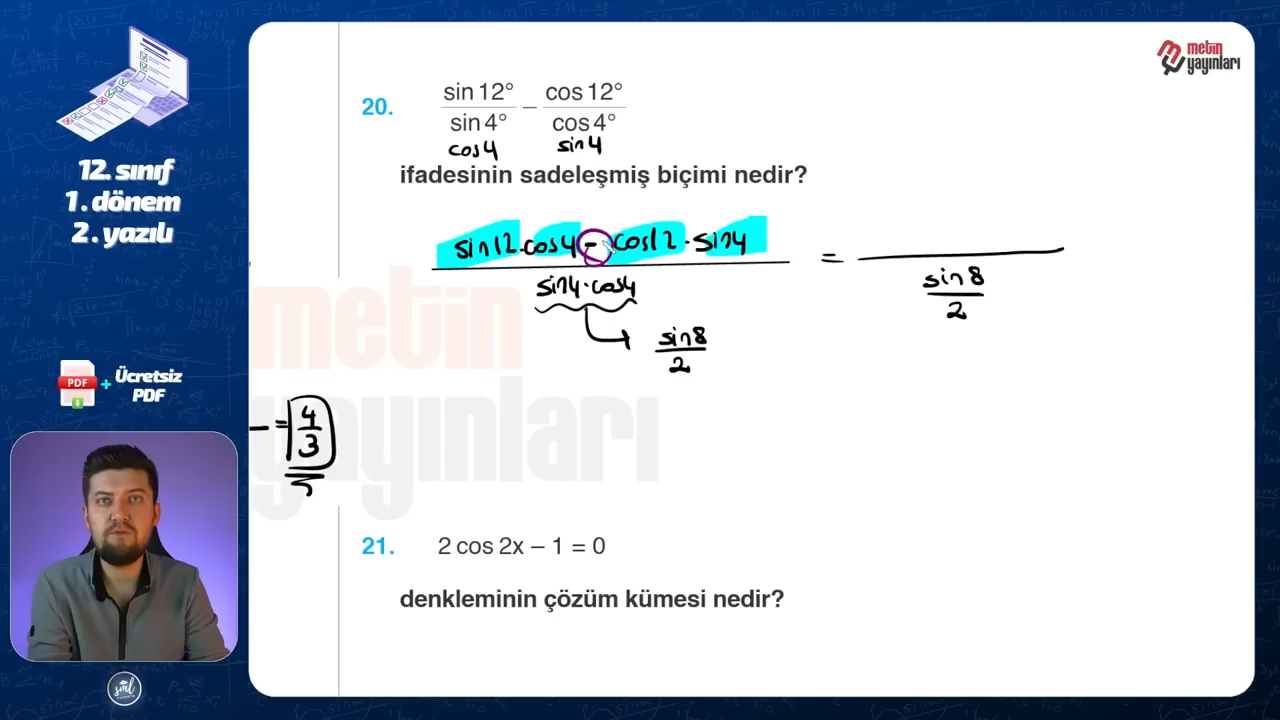 metin
yayınları
12. sınıf
1. dönem
2. yazılı
PDF
+
Ücretsiz
PDF
sml
20. sin 12° / sin 4° − cos 12° / cos 4°
cos4 sin4
ifadesinin sadeleşmiş biçimi nedir?
sin12·cos4 - cos12·sin4
sin4·cos4
=
sin8
2
sin8
2
metin
yayınları
= 4
3
21. 2 cos 2x − 1 = 0
denkleminin çözüm kümesi nedir?